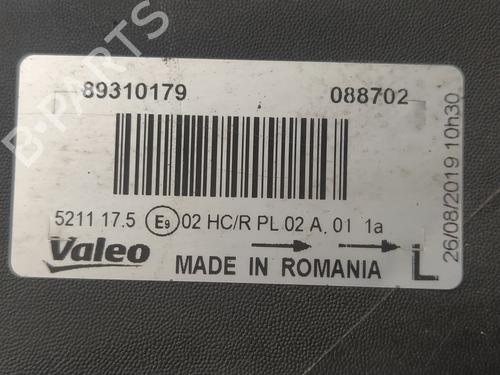 B-PARTS
89310179 088702
5211 17.5 E9 02 HC/R PL 02 A, 01 1a
Valeo MADE IN ROMANIA L
26/08/2019 10h30